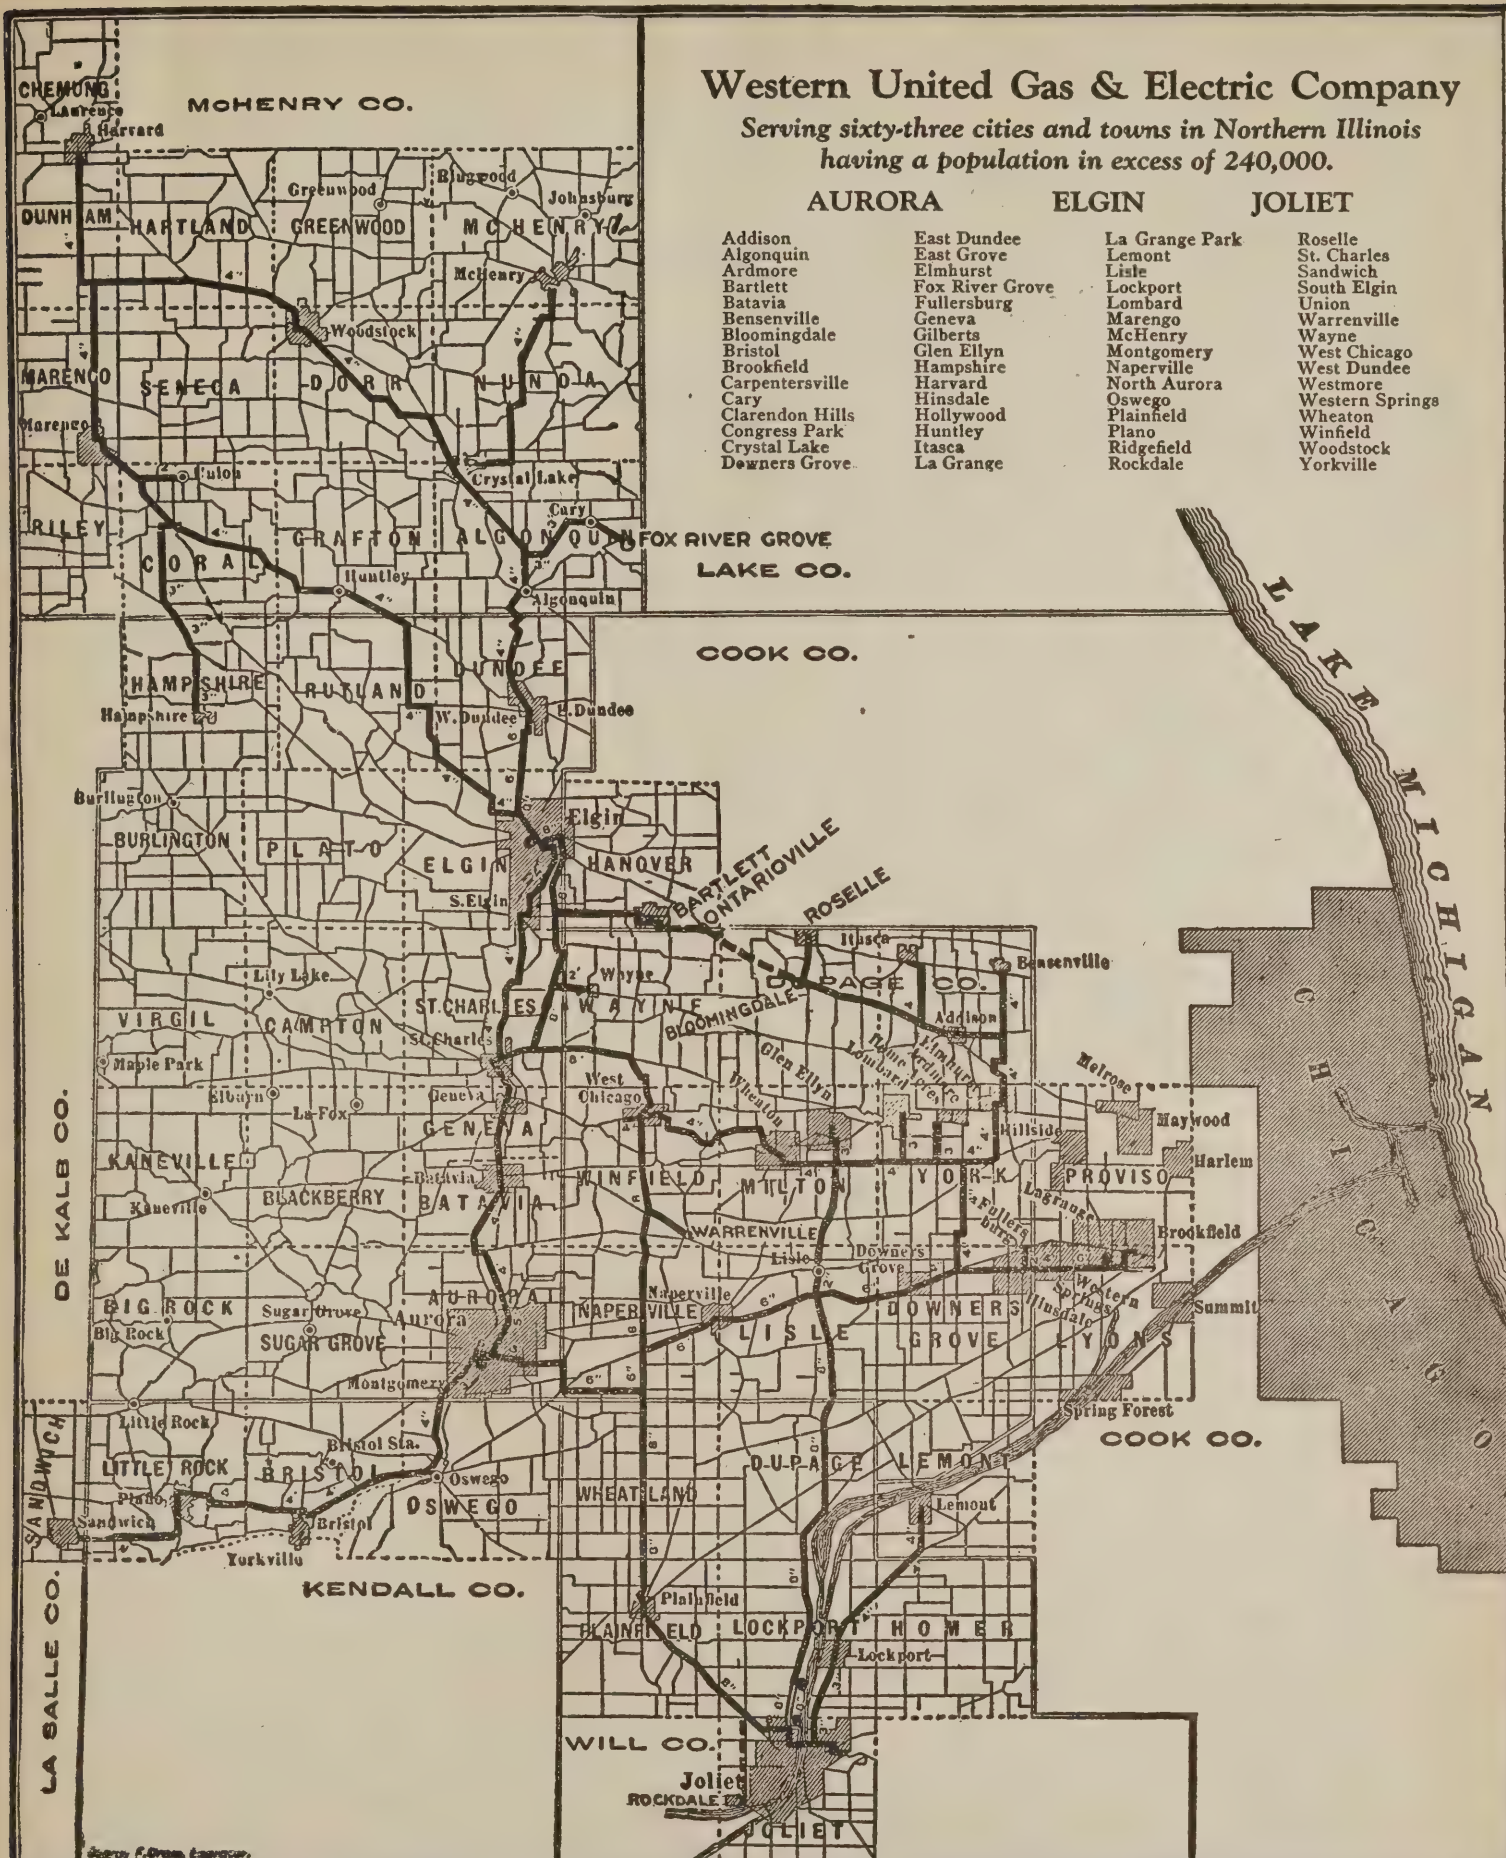 Western United Gas & Electric Company
Serving sixty-three cities and towns in Northern Illinois
having a population in excess of 240,000.
AURORA ELGIN JOLIET
Addison East Dundee La Grange Park Roselle
Algonquin East Grove Lemont St. Charles
Ardmore Elmhurst Lisle Sandwich
Bartlett Fox River Grove Lockport South Elgin
Batavia Fullersburg Lombard Union
Bensenville Geneva Marengo Warrenville
Bloomingdale Gilberts McHenry Wayne
Bristol Glen Ellyn Montgomery West Chicago
Brookfield Hampshire Naperville West Dundee
Carpentersville Harvard North Aurora Westmore
Cary Hinsdale Oswego Western Springs
Clarendon Hills Hollywood Plainfield Wheaton
Congress Park Huntley Plano Winfield
Crystal Lake Itasca Ridgefield Woodstock
Downers Grove La Grange Rockdale Yorkville
CHEMUNG
Lawrence
Harvard
McHENRY CO.
Greenwood
Ringwood
Johnsburg
DUNHAM
HARTLAND
GREENWOOD
McHENRY
McHenry
Woodstock
MARENGO
SENECA
DORR
NUNDA
Marengo
Union
Crystal Lake
Cary
RILEY
CORAL
GRAFTON
ALGONQUIN
FOX RIVER GROVE
LAKE CO.
Huntley
Algonquin
COOK CO.
LAKE MICHIGAN
HAMPSHIRE
RUTLAND
DUNDEE
Hampshire
W. Dundee
E. Dundee
Burlington
BURLINGTON
PLATO
ELGIN
Elgin
HANOVER
S. Elgin
BARTLETT
ONTARIOVILLE
ROSELLE
Itasca
Bensenville
Lily Lake
Wayne
DU PAGE CO.
VIRGIL
CAMPTON
ST. CHARLES
WAYNE
BLOOMINGDALE
Addison
St. Charles
Maple Park
Elburn
La Fox
Geneva
GENEVA
West
Chicago
Wheaton
Glen Ellyn
Lombard
Ardmore
Elmhurst
Melrose
Maywood
Hillside
Harlem
KANEVILLE
BLACKBERRY
Kaneville
Batavia
BATAVIA
WINFIELD
MILTON
YORK
PROVISO
Lagrange
Fullersburg
Brookfield
WARRENVILLE
Lisle
Downers
Grove
DE KALB CO.
BIG ROCK
Big Rock
Sugar Grove
SUGAR GROVE
AURORA
Aurora
Naperville
NAPERVILLE
LISLE
DOWNERS
GROVE
Western
Springs
Hinsdale
LYONS
Summit
CHICAGO
Montgomery
Little Rock
Spring Forest
COOK CO.
SANDWICH
LITTLE ROCK
Bristol Sta.
BRISTOL
Oswego
OSWEGO
WHEATLAND
DUPAGE
LEMONT
Lemont
Plano
Sandwich
Bristol
Yorkville
KENDALL CO.
LA SALLE CO.
Plainfield
PLAINFIELD
LOCKPORT
HOMER
Lockport
WILL CO.
Joliet
ROCKDALE
JOLIET